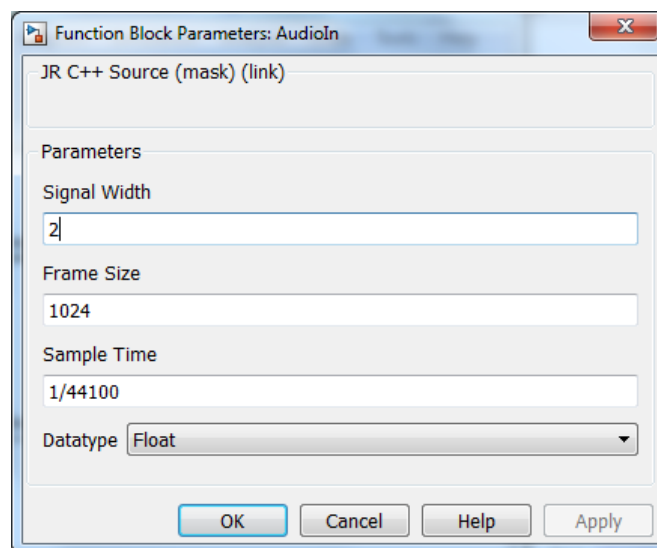 Function Block Parameters: AudioIn
JR C++ Source (mask) (link)
Parameters
Signal Width
2
Frame Size
1024
Sample Time
1/44100
Datatype Float
OK Cancel Help Apply